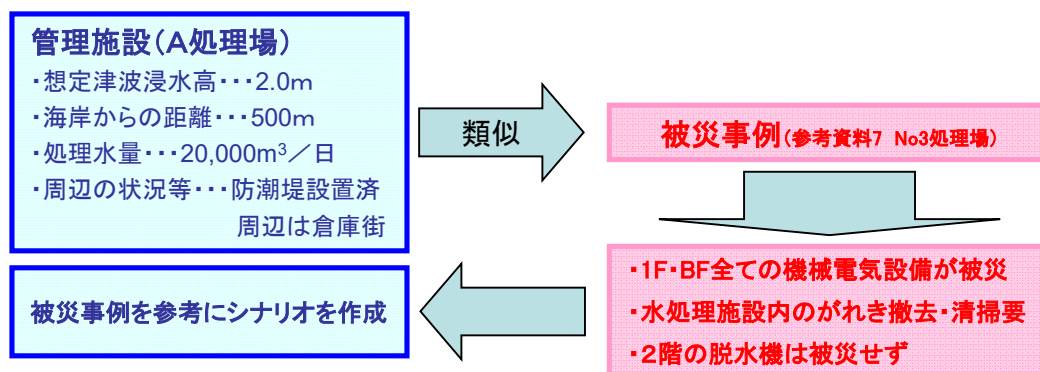 管理施設(A処理場)
・想定津波浸水高・・・2.0m
・海岸からの距離・・・500m
・処理水量・・・20,000m³／日
・周辺の状況等・・・防潮堤設置済
周辺は倉庫街
類似
被災事例(参考資料7 No3処理場)
・1F・BF全ての機械電気設備が被災
・水処理施設内のがれき撤去・清掃要
・２階の脱水機は被災せず
被災事例を参考にシナリオを作成